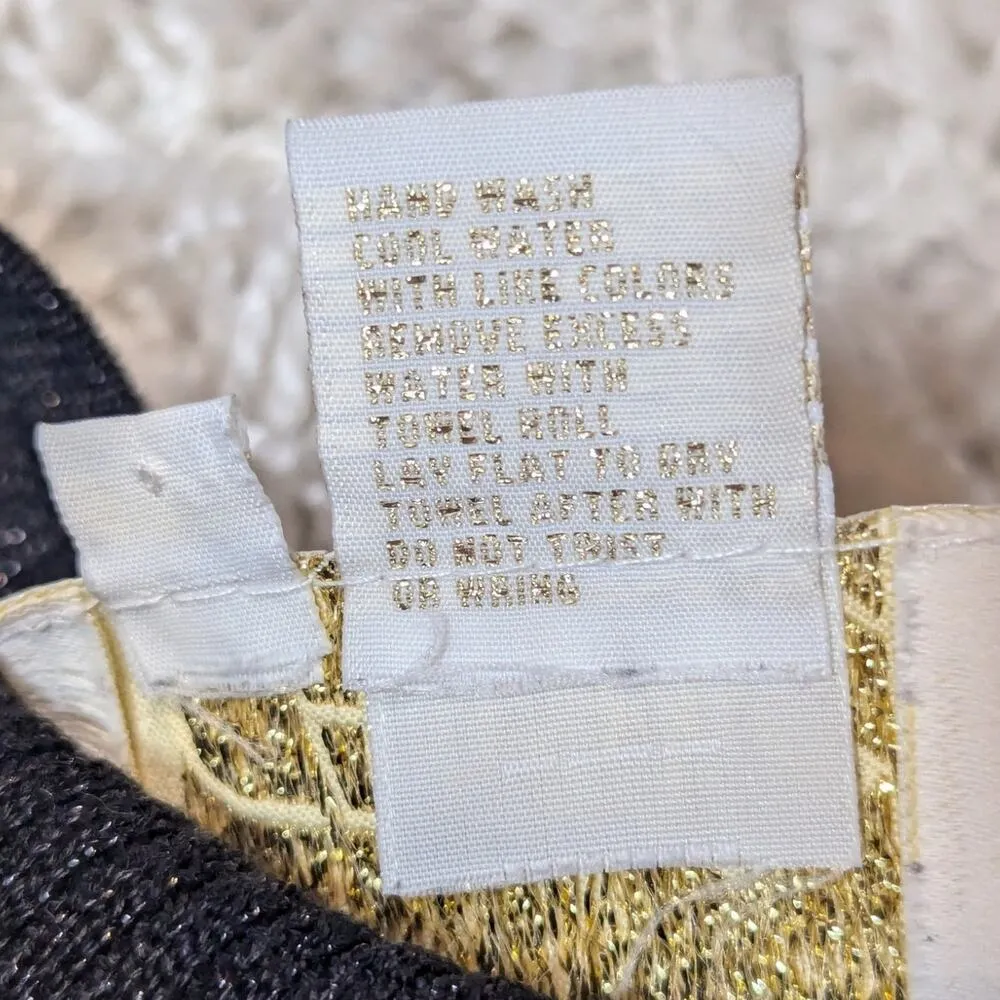 HAND WASH
COOL WATER
WITH LIKE COLORS
REMOVE EXCESS
WATER WITH
TOWEL ROLL
LAY FLAT TO DRY
TOWEL AFTER WITH
DO NOT TWIST
OR WRING